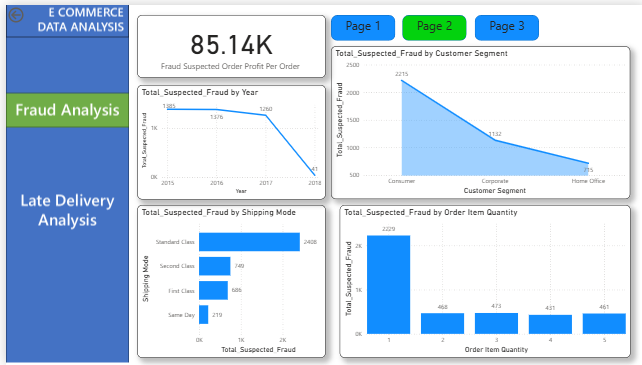 E COMMERCE
DATA ANALYSIS
Fraud Analysis
Late Delivery
Analysis
85.14K
Fraud Suspected Order Profit Per Order
Page 1
Page 2
Page 3
Total_Suspected_Fraud by Year
Total_Suspected_Fraud
1K
0K
1385
1376
1260
41
2015
2016
2017
2018
Year
Total_Suspected_Fraud by Customer Segment
Total_Suspected_Fraud
2500
2000
1500
1000
500
2215
1132
715
Consumer
Corporate
Home Office
Customer Segment
Total_Suspected_Fraud by Shipping Mode
Shipping Mode
Standard Class
2408
Second Class
749
First Class
686
Same Day
219
0K
1K
2K
Total_Suspected_Fraud
Total_Suspected_Fraud by Order Item Quantity
Total_Suspected_Fraud
2K
1K
0K
2229
468
473
431
461
1
2
3
4
5
Order Item Quantity